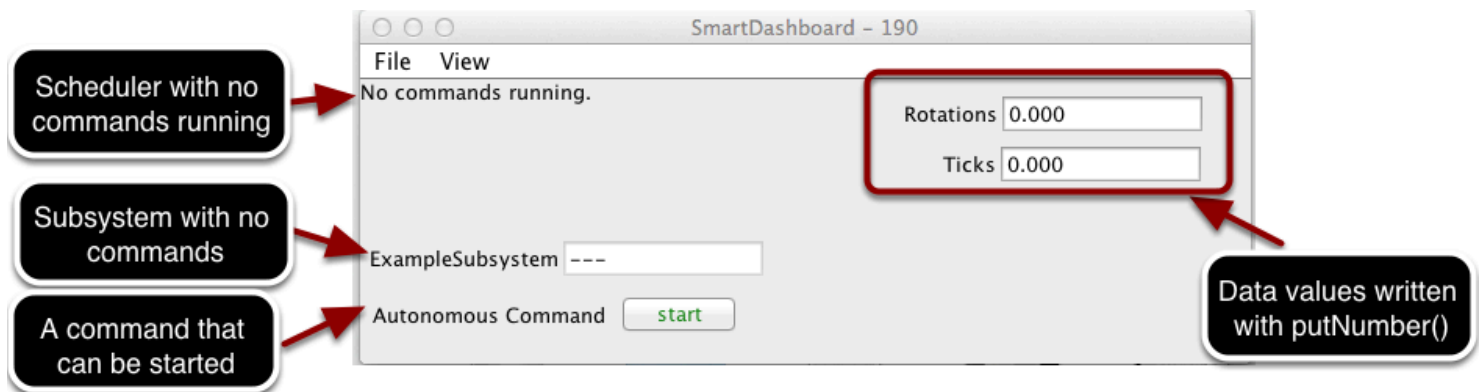 SmartDashboard – 190
File View
Scheduler with no
commands running
No commands running.
Rotations 0.000
Ticks 0.000
Subsystem with no
commands
ExampleSubsystem ---
Data values written
with putNumber()
A command that
can be started
Autonomous Command start